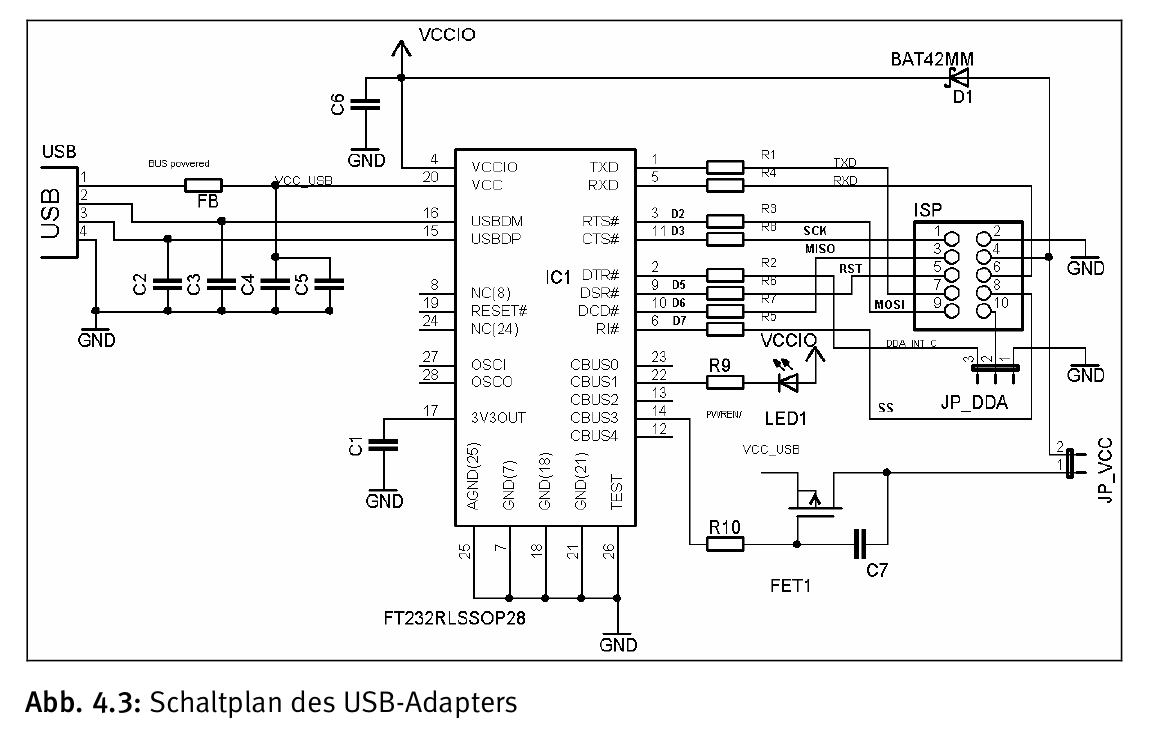 VCCIO
BAT42MM
D1
C6
GND
USB
BUS powered
4 VCCIO TXD 1 R1 TXD
1 FB VCC_USB 20 VCC RXD 5 R4 RXD
USB
2
3
4
16 USBDM RTS# 3 D2 R3
15 USBDP CTS# 11 D3 R8 SCK
ISP
1 2
3 4
5 6
7 8
9 10
MISO
RST
MOSI
GND
C2 C3 C4 C5
GND
IC1
DTR# 2 R2
8 NC(8) DSR# 9 D5 R6
19 RESET# DCD# 10 D6 R7
24 NC(24) RI# 6 D7 R5
VCCIO
DDA_INT_C
3 2 1
GND
JP_DDA
SS
27 OSCI CBUS0 23
28 OSCO CBUS1 22 R9
CBUS2 13
17 3V3OUT CBUS3 14
CBUS4 12
LED1
PWREN/
C1
GND
VCC_USB
2
1
JP_VCC
AGND(25) GND(7) GND(18) GND(21) TEST
25 7 18 21 26
R10
C7
FET1
FT232RLSSOP28
GND
Abb. 4.3: Schaltplan des USB-Adapters